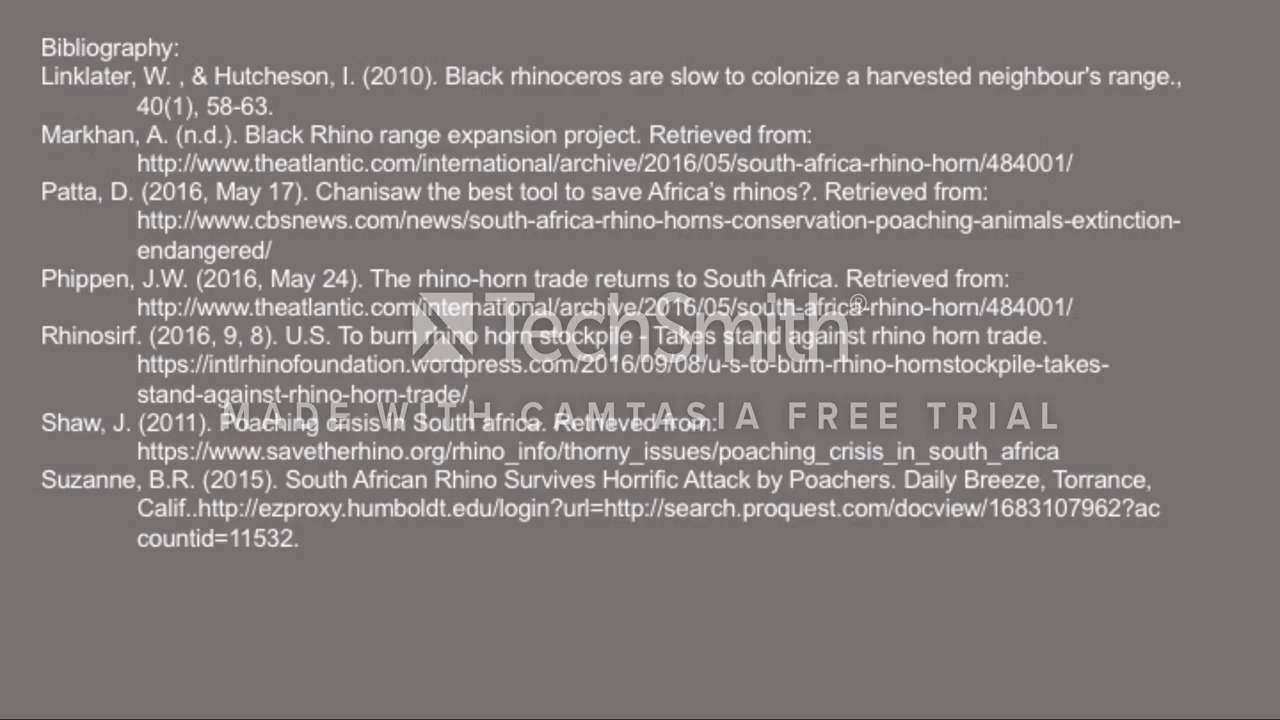 Bibliography:
Linklater, W. , & Hutcheson, I. (2010). Black rhinoceros are slow to colonize a harvested neighbour's range.,
40(1), 58-63.
Markhan, A. (n.d.). Black Rhino range expansion project. Retrieved from:
http://www.theatlantic.com/international/archive/2016/05/south-africa-rhino-horn/484001/
Patta, D. (2016, May 17). Chanisaw the best tool to save Africa's rhinos?. Retrieved from:
http://www.cbsnews.com/news/south-africa-rhino-horns-conservation-poaching-animals-extinction-
endangered/
Phippen, J.W. (2016, May 24). The rhino-horn trade returns to South Africa. Retrieved from:
http://www.theatlantic.com/international/archive/2016/05/south-africa-rhino-horn/484001/
TechSmith®
Rhinosirf. (2016, 9, 8). U.S. To burn rhino horn stockpile - Takes stand against rhino horn trade.
https://intlrhinofoundation.wordpress.com/2016/09/08/u-s-to-burn-rhino-hornstockpile-takes-
stand-against-rhino-horn-trade/
MADE WITH CAMTASIA FREE TRIAL
Shaw, J. (2011). Poaching crisis in South africa. Retrieved from:
https://www.savetherhino.org/rhino_info/thorny_issues/poaching_crisis_in_south_africa
Suzanne, B.R. (2015). South African Rhino Survives Horrific Attack by Poachers. Daily Breeze, Torrance,
Calif..http://ezproxy.humboldt.edu/login?url=http://search.proquest.com/docview/1683107962?ac
countid=11532.